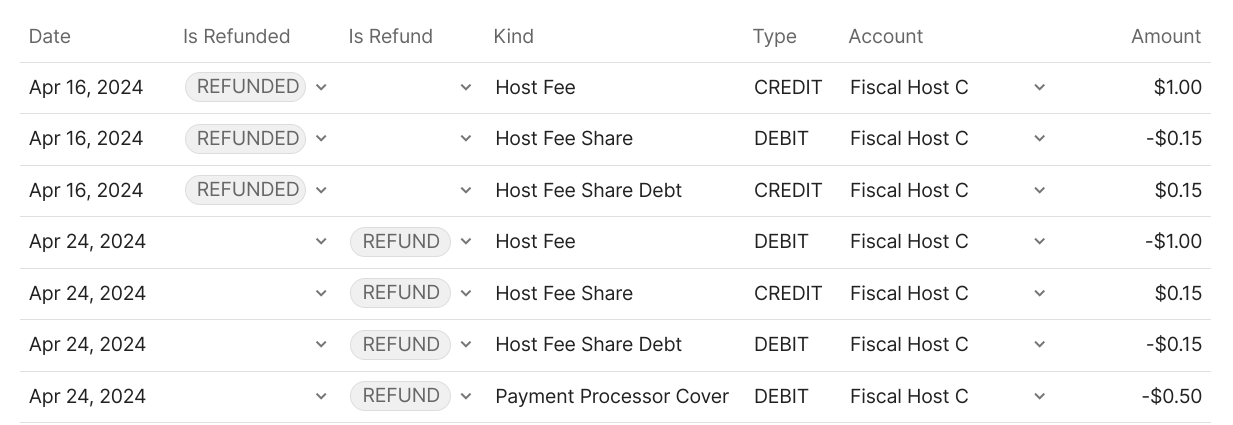 Date Is Refunded Is Refund Kind Type Account Amount
Apr 16, 2024 REFUNDED Host Fee CREDIT Fiscal Host C $1.00
Apr 16, 2024 REFUNDED Host Fee Share DEBIT Fiscal Host C -$0.15
Apr 16, 2024 REFUNDED Host Fee Share Debt CREDIT Fiscal Host C $0.15
Apr 24, 2024 REFUND Host Fee DEBIT Fiscal Host C -$1.00
Apr 24, 2024 REFUND Host Fee Share CREDIT Fiscal Host C $0.15
Apr 24, 2024 REFUND Host Fee Share Debt DEBIT Fiscal Host C -$0.15
Apr 24, 2024 REFUND Payment Processor Cover DEBIT Fiscal Host C -$0.50